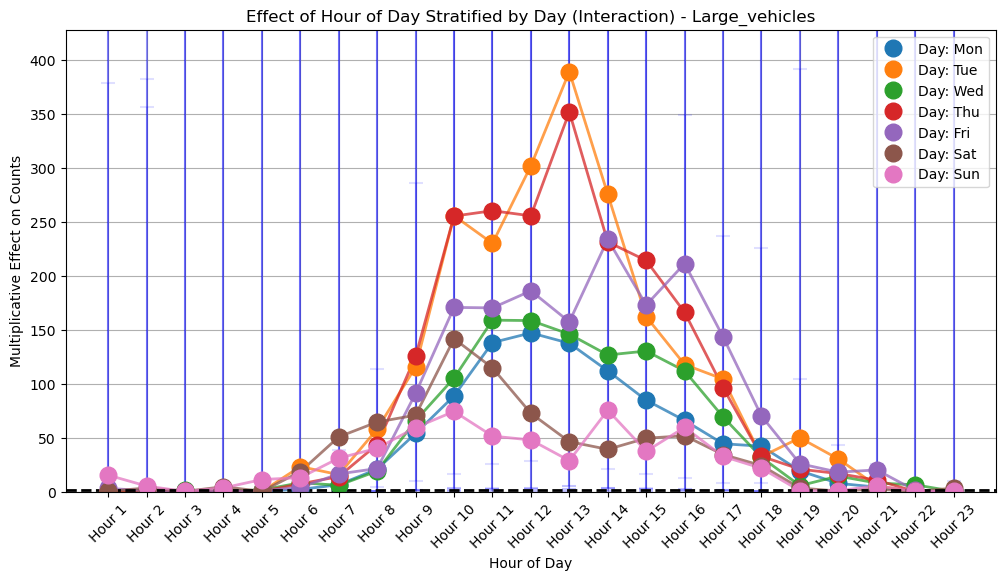 Effect of Hour of Day Stratified by Day (Interaction) - Large_vehicles
Multiplicative Effect on Counts
400
350
300
250
200
150
100
50
0
Day: Mon
Day: Tue
Day: Wed
Day: Thu
Day: Fri
Day: Sat
Day: Sun
Hour 1
Hour 2
Hour 3
Hour 4
Hour 5
Hour 6
Hour 7
Hour 8
Hour 9
Hour 10
Hour 11
Hour 12
Hour 13
Hour 14
Hour 15
Hour 16
Hour 17
Hour 18
Hour 19
Hour 20
Hour 21
Hour 22
Hour 23
Hour of Day